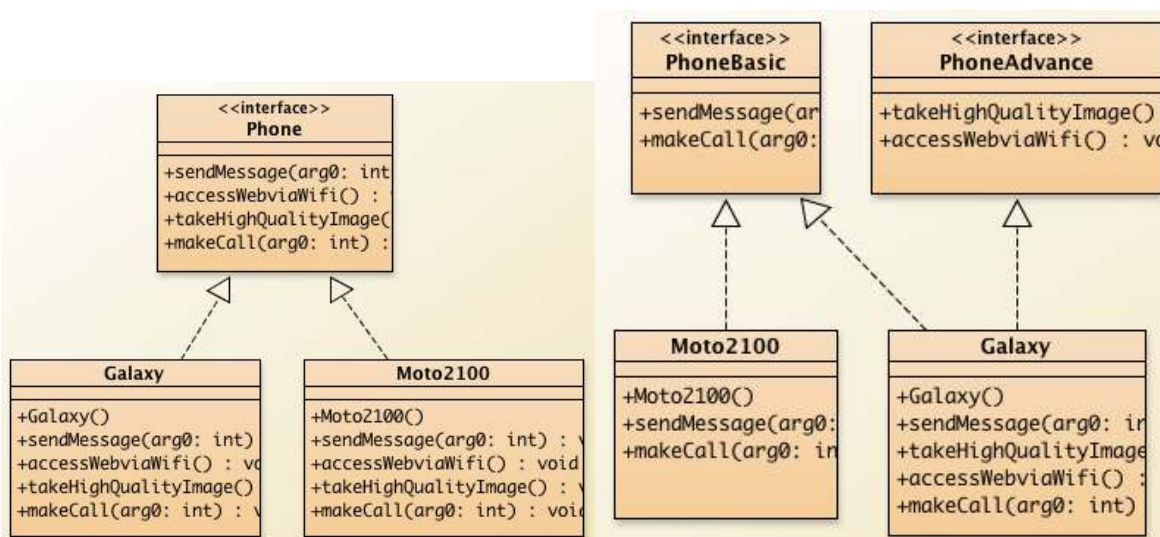 <<interface>>
Phone
+sendMessage(arg0: int
+accessWebviaWifi() :
+takeHighQualityImage(
+makeCall(arg0: int) :
Galaxy
+Galaxy()
+sendMessage(arg0: int)
+accessWebviaWifi() : vo
+takeHighQualityImage()
+makeCall(arg0: int) : v
Moto2100
+Moto2100()
+sendMessage(arg0: int) : v
+accessWebviaWifi() : void
+takeHighQualityImage() : v
+makeCall(arg0: int) : void
<<interface>>
PhoneBasic
+sendMessage(ar
+makeCall(arg0:
<<interface>>
PhoneAdvance
+takeHighQualityImage()
+accessWebviaWifi() : vo
Moto2100
+Moto2100()
+sendMessage(arg0:
+makeCall(arg0: in
Galaxy
+Galaxy()
+sendMessage(arg0: in
+takeHighQualityImage
+accessWebviaWifi() :
+makeCall(arg0: int)